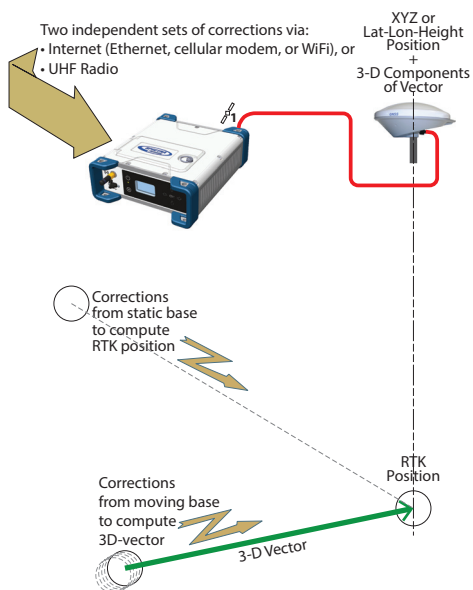 Two independent sets of corrections via:
• Internet (Ethernet, cellular modem, or WiFi), or
• UHF Radio
XYZ or
Lat-Lon-Height
Position
+
3-D Components
of Vector
1
Corrections
from static base
to compute
RTK position
RTK
Position
Corrections
from moving base
to compute
3D-vector
3-D Vector